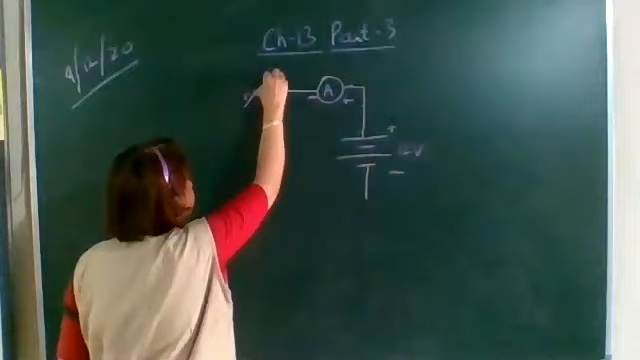 Ch-13 Part-3
9/12/20
A
- +
+
12V
-